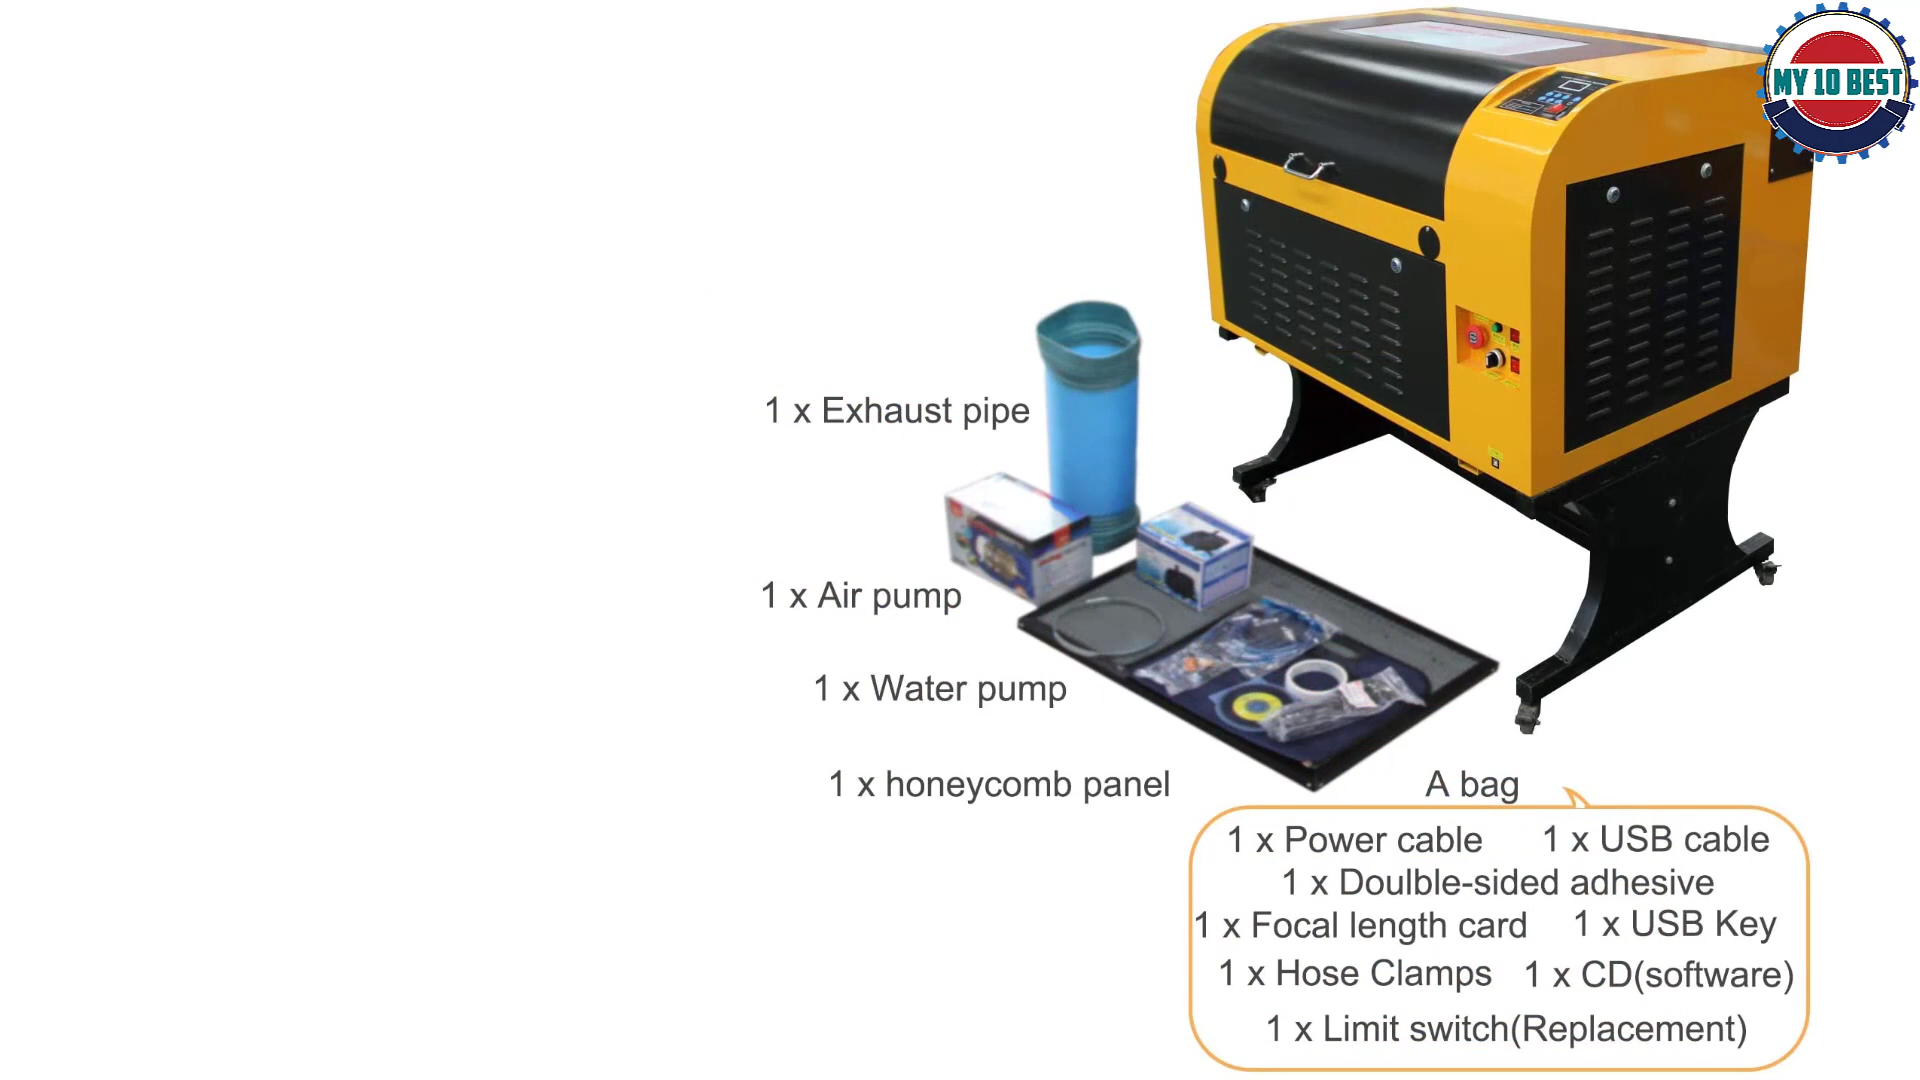 MY 10 BEST
1 x Exhaust pipe
1 x Air pump
1 x Water pump
1 x honeycomb panel
A bag
1 x Power cable 1 x USB cable
1 x Doulble-sided adhesive
1 x Focal length card 1 x USB Key
1 x Hose Clamps 1 x CD(software)
1 x Limit switch(Replacement)